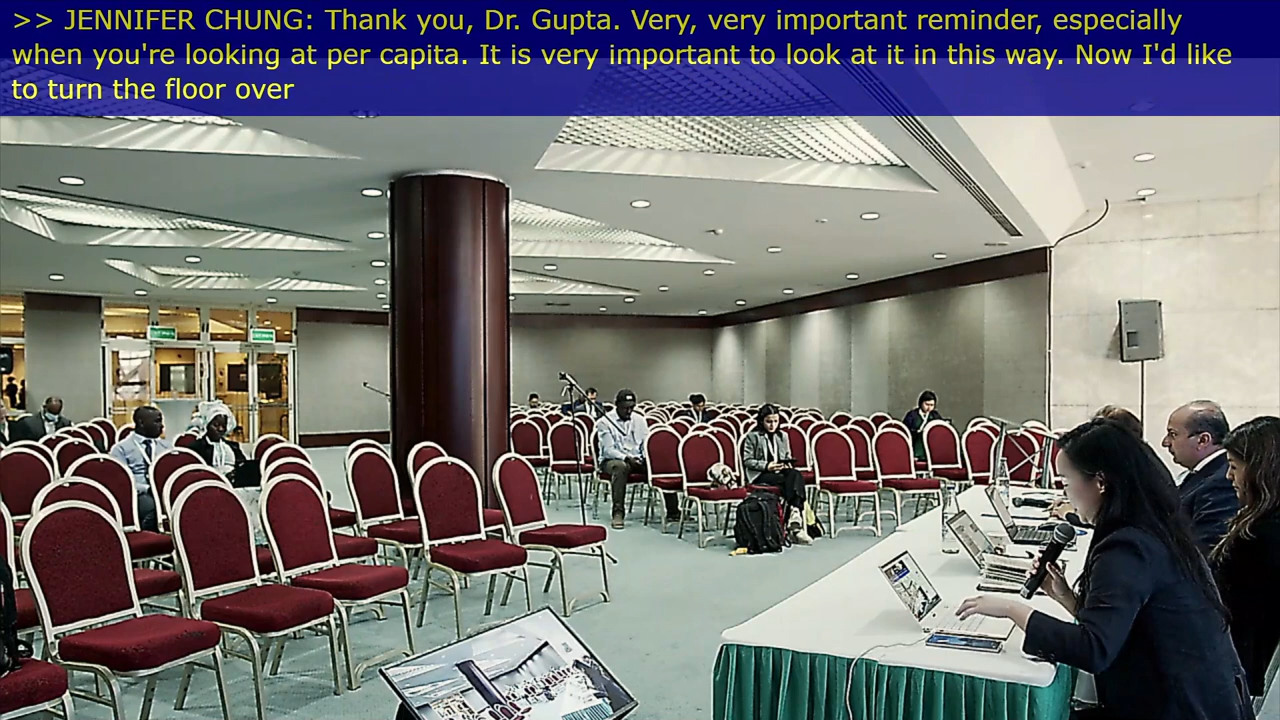 >> JENNIFER CHUNG: Thank you, Dr. Gupta. Very, very important reminder, especially
when you're looking at per capita. It is very important to look at it in this way. Now I'd like
to turn the floor over